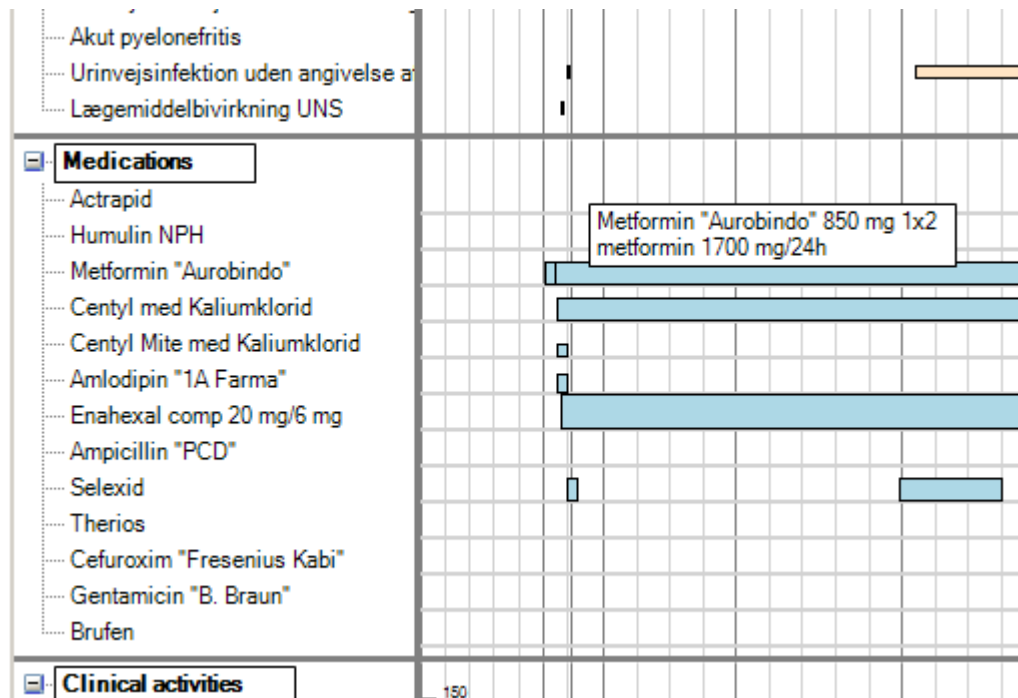 Akut pyelonefritis
Urinvejsinfektion uden angivelse a
Lægemiddelbivirkning UNS
Medications
Actrapid
Humulin NPH
Metformin "Aurobindo" 850 mg 1x2
metformin 1700 mg/24h
Metformin "Aurobindo"
Centyl med Kaliumklorid
Centyl Mite med Kaliumklorid
Amlodipin "1A Farma"
Enahexal comp 20 mg/6 mg
Ampicillin "PCD"
Selexid
Therios
Cefuroxim "Fresenius Kabi"
Gentamicin "B. Braun"
Brufen
Clinical activities
150